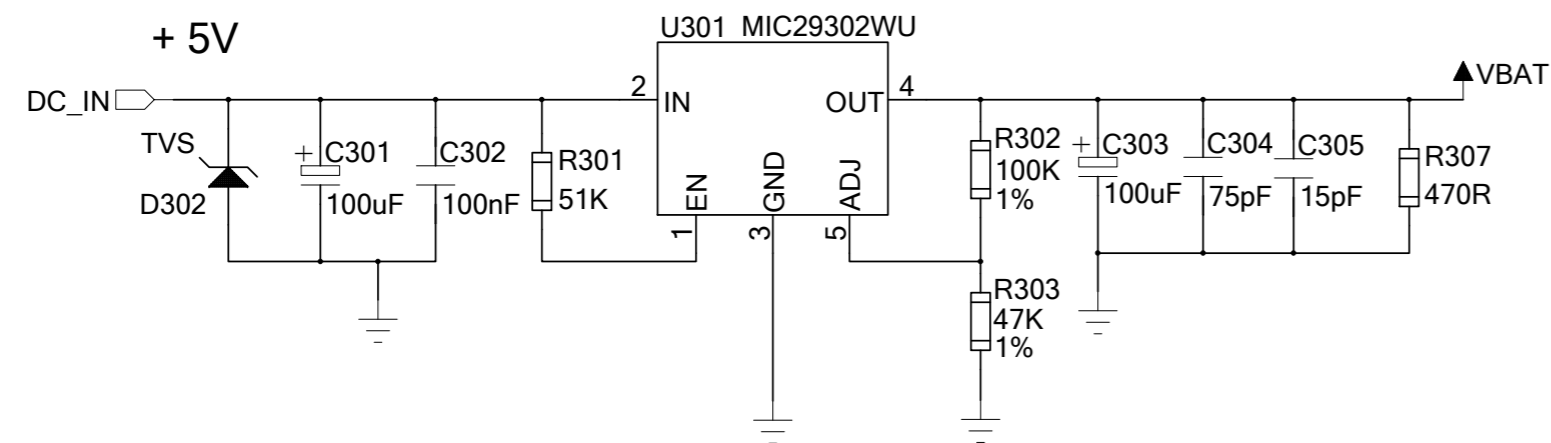 + 5V
U301 MIC29302WU
DC_IN
2
IN
OUT
4
VBAT
TVS
D302
+
C301
100uF
C302
100nF
R301
51K
EN
1
GND
3
ADJ
5
R302
100K
1%
+
C303
100uF
C304
75pF
C305
15pF
R307
470R
R303
47K
1%